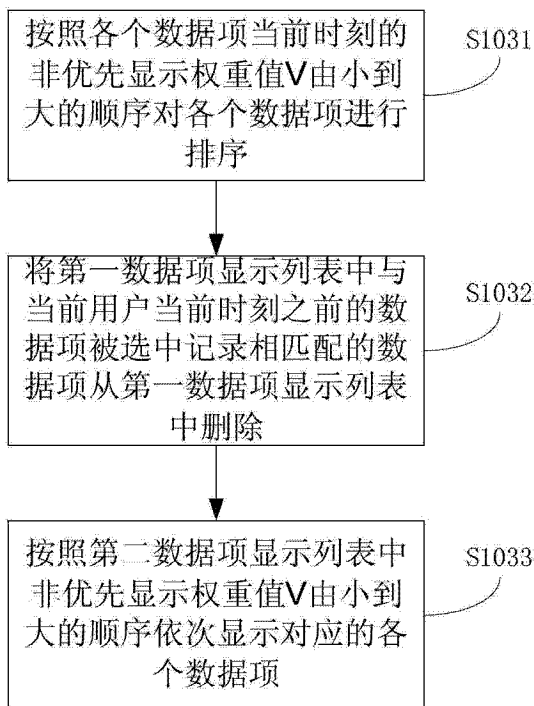 按照各个数据项当前时刻的
非优先显示权重值V由小到
大的顺序对各个数据项进行
排序
S1031
将第一数据项显示列表中与
当前用户当前时刻之前的数
据项被选中记录相匹配的数
据项从第一数据项显示列表
中删除
S1032
按照第二数据项显示列表中
非优先显示权重值V由小到
大的顺序依次显示对应的各
个数据项
S1033